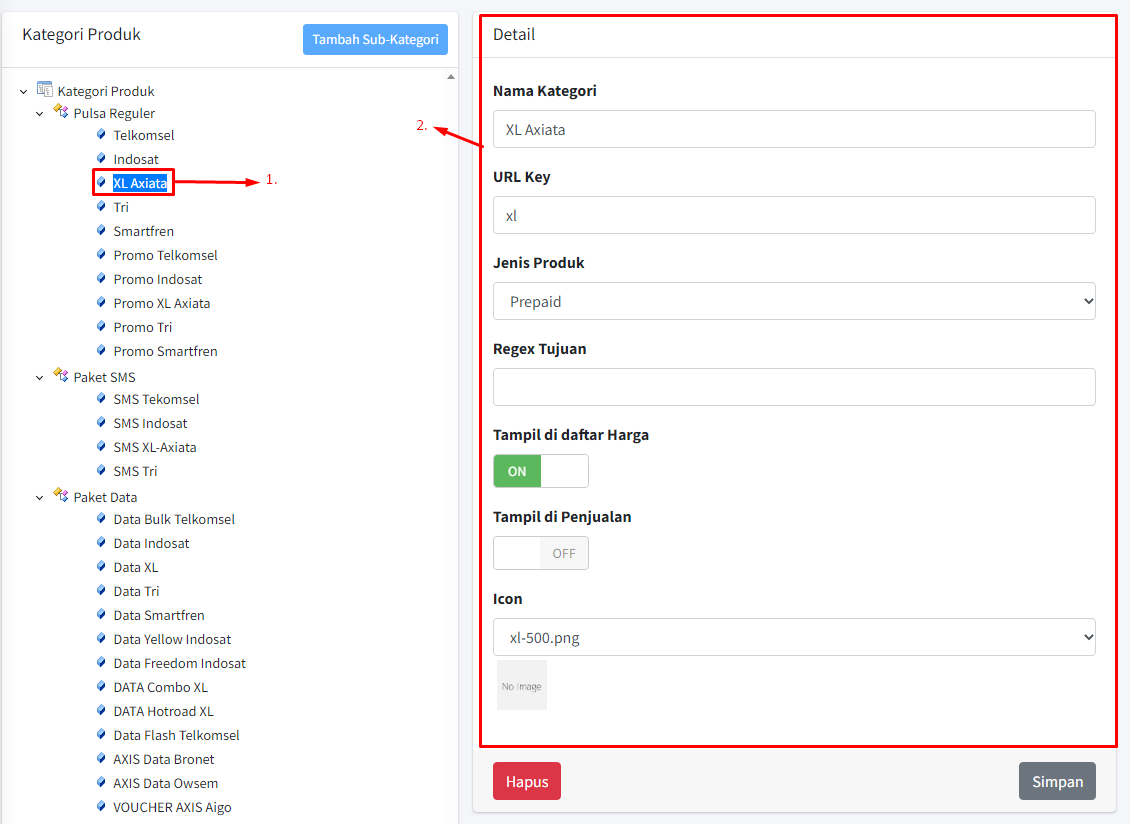 Kategori Produk
Tambah Sub-Kategori
Kategori Produk
Pulsa Reguler
Telkomsel
Indosat
XL Axiata
1.
Tri
Smartfren
Promo Telkomsel
Promo Indosat
Promo XL Axiata
Promo Tri
Promo Smartfren
Paket SMS
SMS Tekomsel
SMS Indosat
SMS XL-Axiata
SMS Tri
Paket Data
Data Bulk Telkomsel
Data Indosat
Data XL
Data Tri
Data Smartfren
Data Yellow Indosat
Data Freedom Indosat
DATA Combo XL
DATA Hotroad XL
Data Flash Telkomsel
AXIS Data Bronet
AXIS Data Owsem
VOUCHER AXIS Aigo
2.
Detail
Nama Kategori
XL Axiata
URL Key
xl
Jenis Produk
Prepaid
Regex Tujuan
Tampil di daftar Harga
ON
Tampil di Penjualan
OFF
Icon
xl-500.png
No Image
Hapus
Simpan